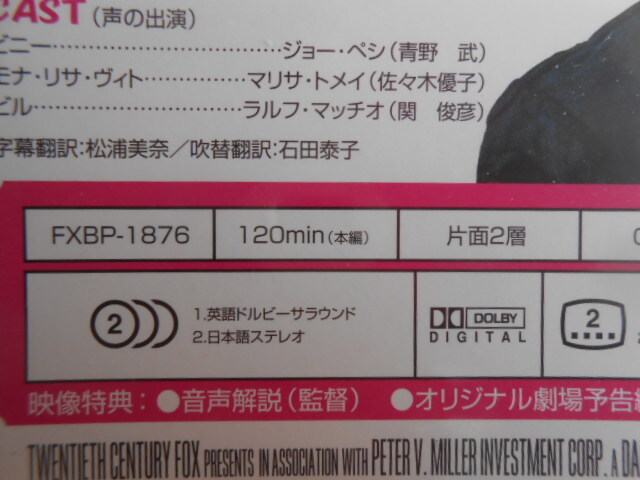 CAST(声の出演)
ビニー……ジョー・ペシ(青野 武)
モナ・リサ・ヴィト……マリサ・トメイ(佐々木優子)
ビル……ラルフ・マッチオ(関 俊彦)
字幕翻訳:松浦美奈/吹替翻訳:石田泰子
FXBP-1876 120min(本編) 片面2層
2 1.英語ドルビーサラウンド
2.日本語ステレオ
DOLBY
DIGITAL
2
映像特典:●音声解説(監督) ●オリジナル劇場予告編
TWENTIETH CENTURY FOX PRESENTS IN ASSOCIATION WITH PETER V. MILLER INVESTMENT CORP. A DA